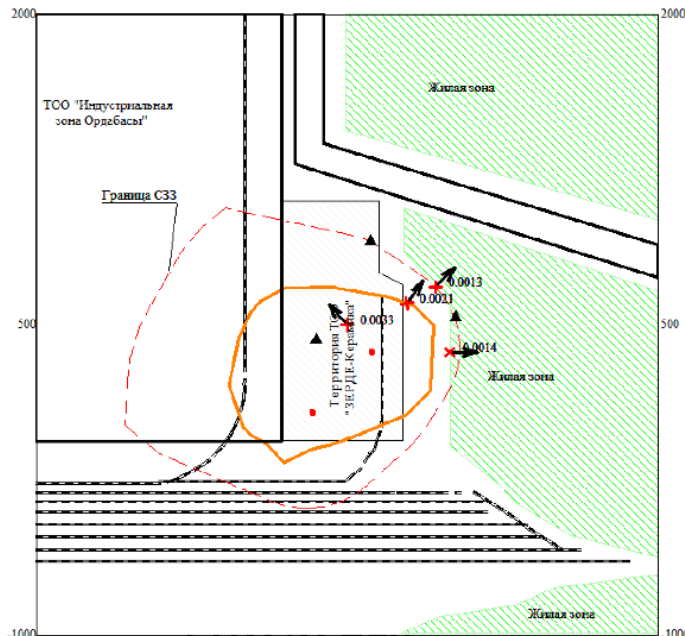 2000
2000
Жилая зона
ТОО "Индустриальная
зона Ордабасы"
Граница СЗЗ
0.0013
0.0021
0.0033
500
500
0.0014
Территория
"ЗЕРДЕ-Керамика"
Жилая зона
Жилая зона
-1000
-1000